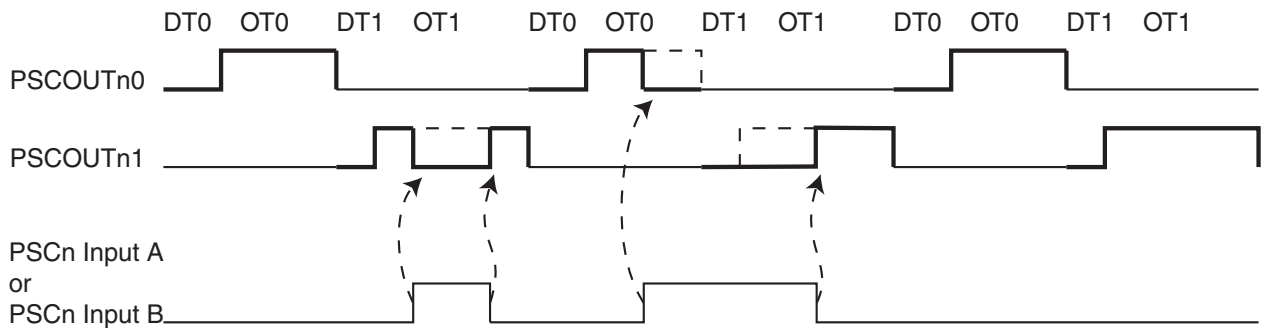 DT0 OT0 DT1 OT1 DT0 OT0 DT1 OT1 DT0 OT0 DT1 OT1
PSCOUTn0
PSCOUTn1
PSCn Input A
or
PSCn Input B